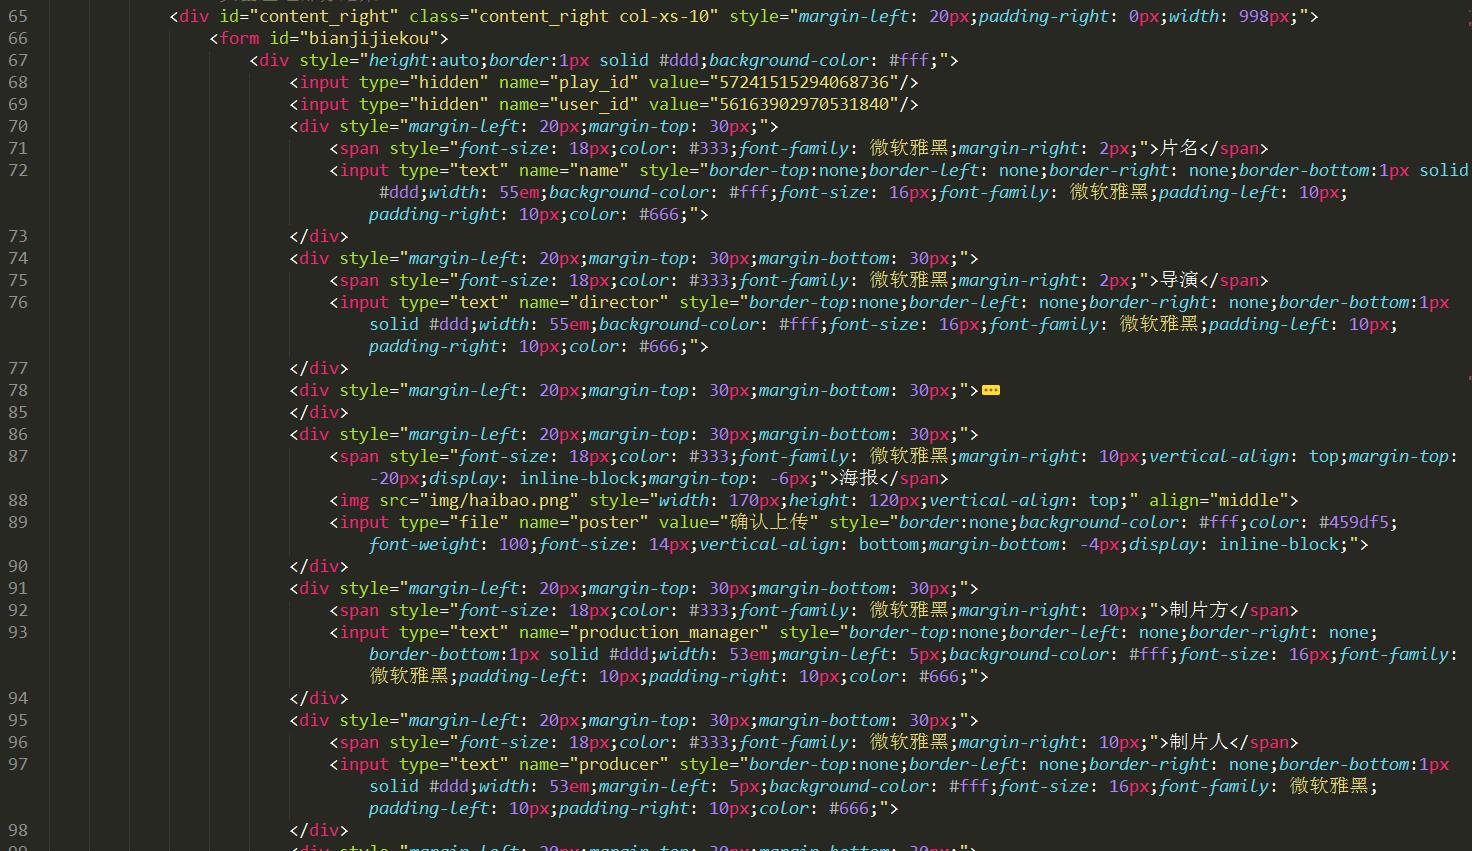 65 <div id="content_right" class="content_right col-xs-10" style="margin-left: 20px;padding-right: 0px;width: 998px;">
66 <form id="bianjijiekou">
67 <div style="height:auto;border:1px solid #ddd;background-color: #fff;">
68 <input type="hidden" name="play_id" value="57241515294068736"/>
69 <input type="hidden" name="user_id" value="56163902970531840"/>
70 <div style="margin-left: 20px;margin-top: 30px;">
71 <span style="font-size: 18px;color: #333;font-family: 微软雅黑;margin-right: 2px;">片名</span>
72 <input type="text" name="name" style="border-top:none;border-left: none;border-right: none;border-bottom:1px solid
#ddd;width: 55em;background-color: #fff;font-size: 16px;font-family: 微软雅黑;padding-left: 10px;
padding-right: 10px;color: #666;">
73 </div>
74 <div style="margin-left: 20px;margin-top: 30px;margin-bottom: 30px;">
75 <span style="font-size: 18px;color: #333;font-family: 微软雅黑;margin-right: 2px;">导演</span>
76 <input type="text" name="director" style="border-top:none;border-left: none;border-right: none;border-bottom:1px
solid #ddd;width: 55em;background-color: #fff;font-size: 16px;font-family: 微软雅黑;padding-left: 10px;
padding-right: 10px;color: #666;">
77 </div>
78 <div style="margin-left: 20px;margin-top: 30px;margin-bottom: 30px;">
85 </div>
86 <div style="margin-left: 20px;margin-top: 30px;margin-bottom: 30px;">
87 <span style="font-size: 18px;color: #333;font-family: 微软雅黑;margin-right: 10px;vertical-align: top;margin-top:
-20px;display: inline-block;margin-top: -6px;">海报</span>
88 <img src="img/haibao.png" style="width: 170px;height: 120px;vertical-align: top;" align="middle">
89 <input type="file" name="poster" value="确认上传" style="border:none;background-color: #fff;color: #459df5;
font-weight: 100;font-size: 14px;vertical-align: bottom;margin-bottom: -4px;display: inline-block;">
90 </div>
91 <div style="margin-left: 20px;margin-top: 30px;margin-bottom: 30px;">
92 <span style="font-size: 18px;color: #333;font-family: 微软雅黑;margin-right: 10px;">制片方</span>
93 <input type="text" name="production_manager" style="border-top:none;border-left: none;border-right: none;
border-bottom:1px solid #ddd;width: 53em;margin-left: 5px;background-color: #fff;font-size: 16px;font-family:
微软雅黑;padding-left: 10px;padding-right: 10px;color: #666;">
94 </div>
95 <div style="margin-left: 20px;margin-top: 30px;margin-bottom: 30px;">
96 <span style="font-size: 18px;color: #333;font-family: 微软雅黑;margin-right: 10px;">制片人</span>
97 <input type="text" name="producer" style="border-top:none;border-left: none;border-right: none;border-bottom:1px
solid #ddd;width: 53em;margin-left: 5px;background-color: #fff;font-size: 16px;font-family: 微软雅黑;
padding-left: 10px;padding-right: 10px;color: #666;">
98 </div>
99 <div style="margin-left: 20px;margin-top: 30px;margin-bottom: 30px;">